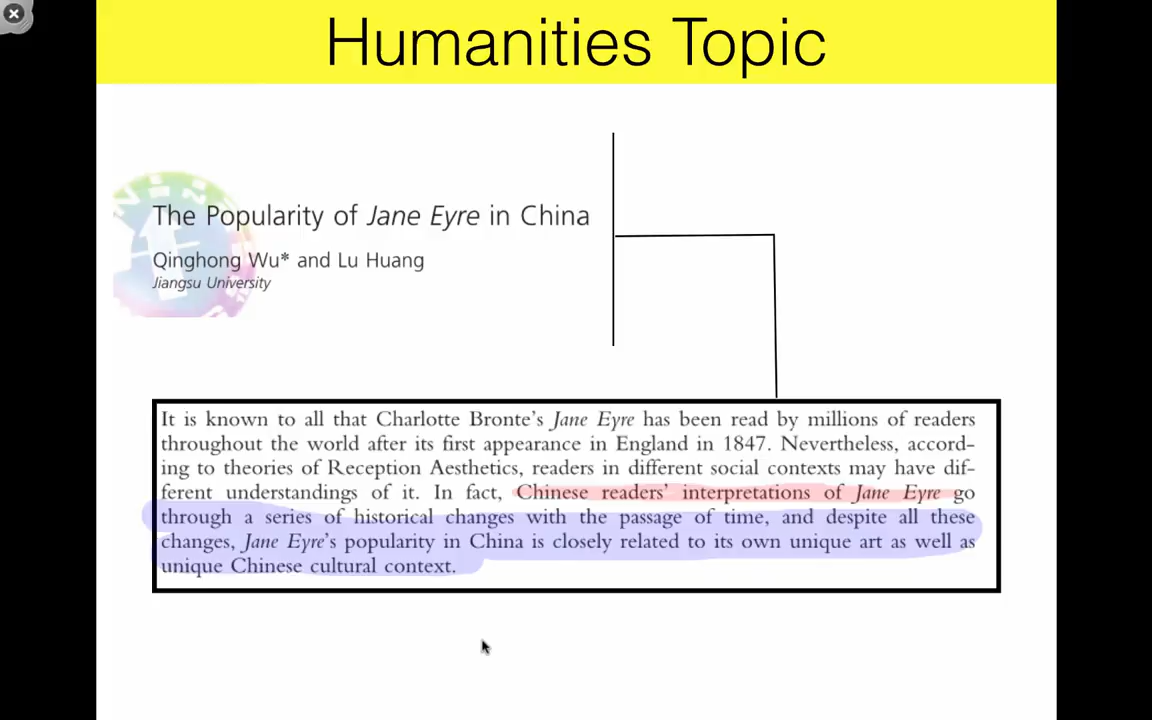 Humanities Topic
The Popularity of Jane Eyre in China
Qinghong Wu* and Lu Huang
Jiangsu University
It is known to all that Charlotte Bronte's Jane Eyre has been read by millions of readers
throughout the world after its first appearance in England in 1847. Nevertheless, accord-
ing to theories of Reception Aesthetics, readers in different social contexts may have dif-
ferent understandings of it. In fact, Chinese readers' interpretations of Jane Eyre go
through a series of historical changes with the passage of time, and despite all these
changes, Jane Eyre's popularity in China is closely related to its own unique art as well as
unique Chinese cultural context.